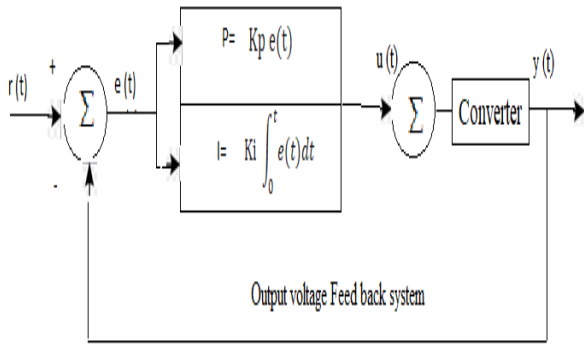 r (t)
+
-
Σ
e (t)
P= Kp e(t)
I= Ki ∫₀ᵗ e(t)dt
u (t)
Σ
Converter
y (t)
Output voltage Feed back system